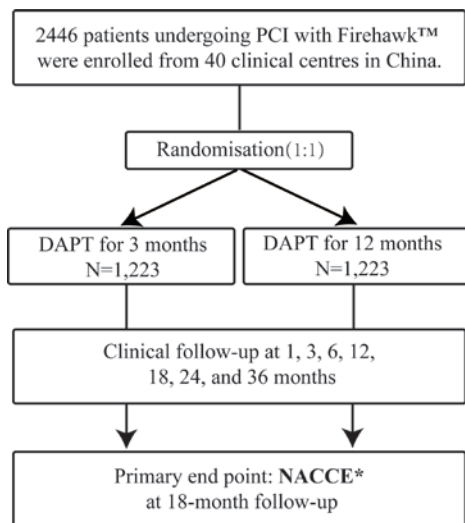 2446 patients undergoing PCI with Firehawk™
were enrolled from 40 clinical centres in China.
Randomisation(1:1)
DAPT for 3 months
N=1,223
DAPT for 12 months
N=1,223
Clinical follow-up at 1, 3, 6, 12,
18, 24, and 36 months
Primary end point: NACCE*
at 18-month follow-up